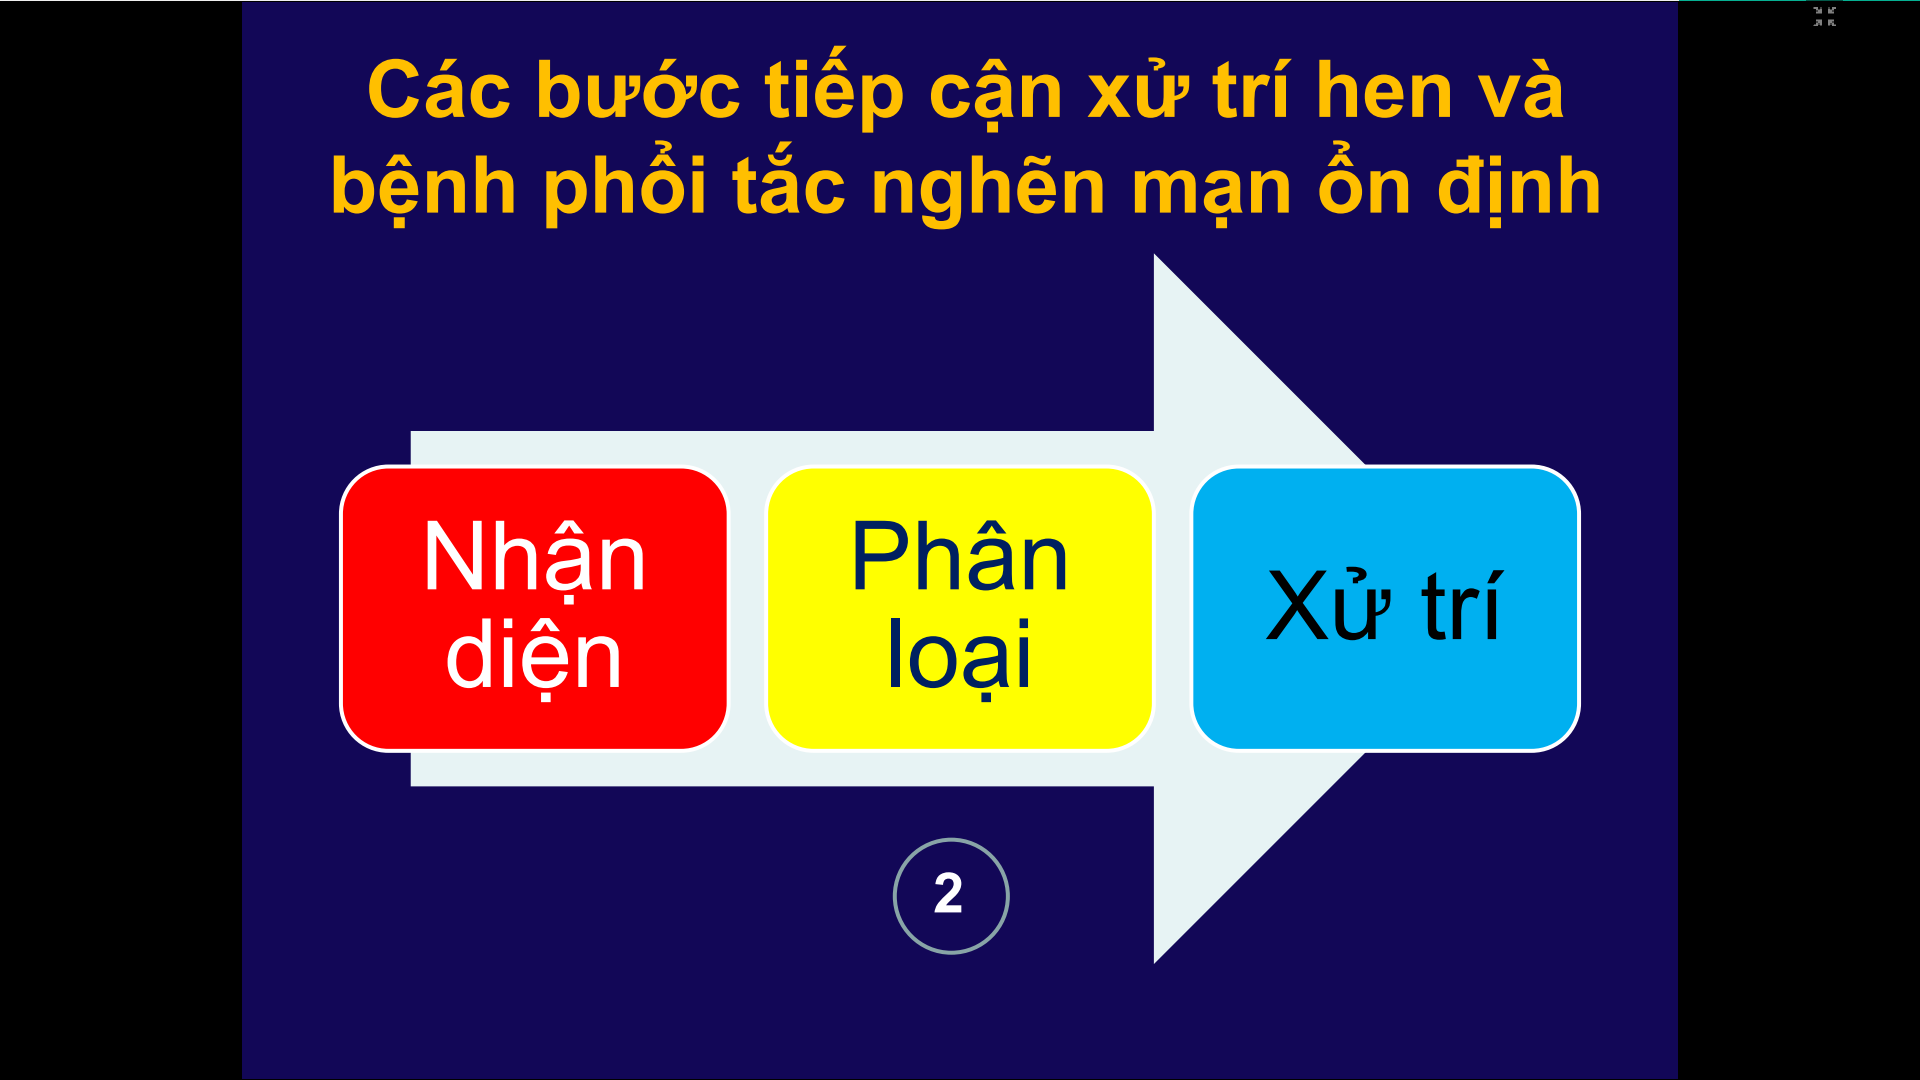 Các bước tiếp cận xử trí hen và
bệnh phổi tắc nghẽn mạn ổn định
Nhận
diện
Phân
loại
Xử trí
2